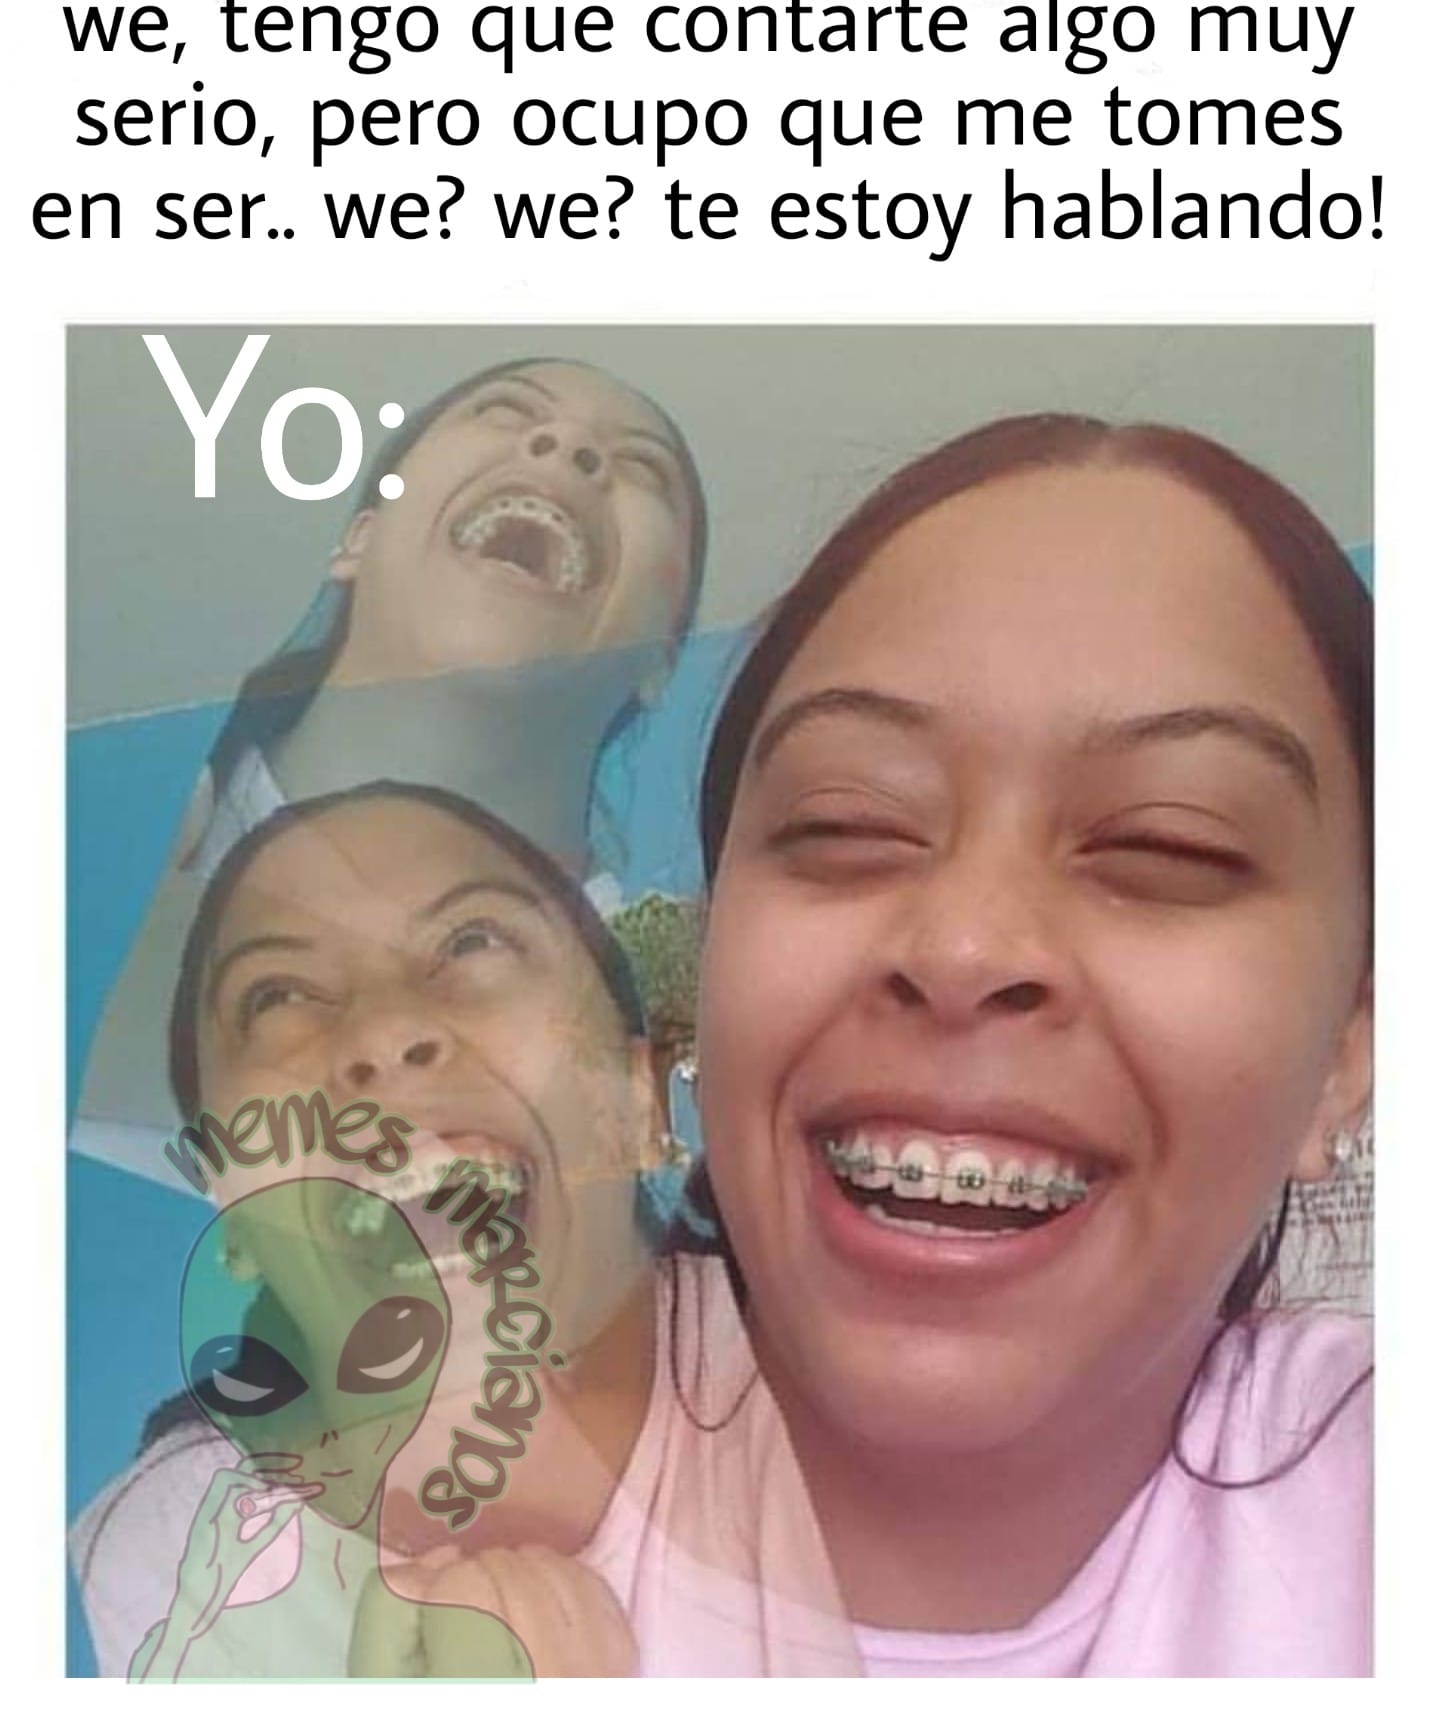 we, tengo que contarte algo muy
serio, pero ocupo que me tomes
en ser.. we? we? te estoy hablando!
Yo:
memes marcianos